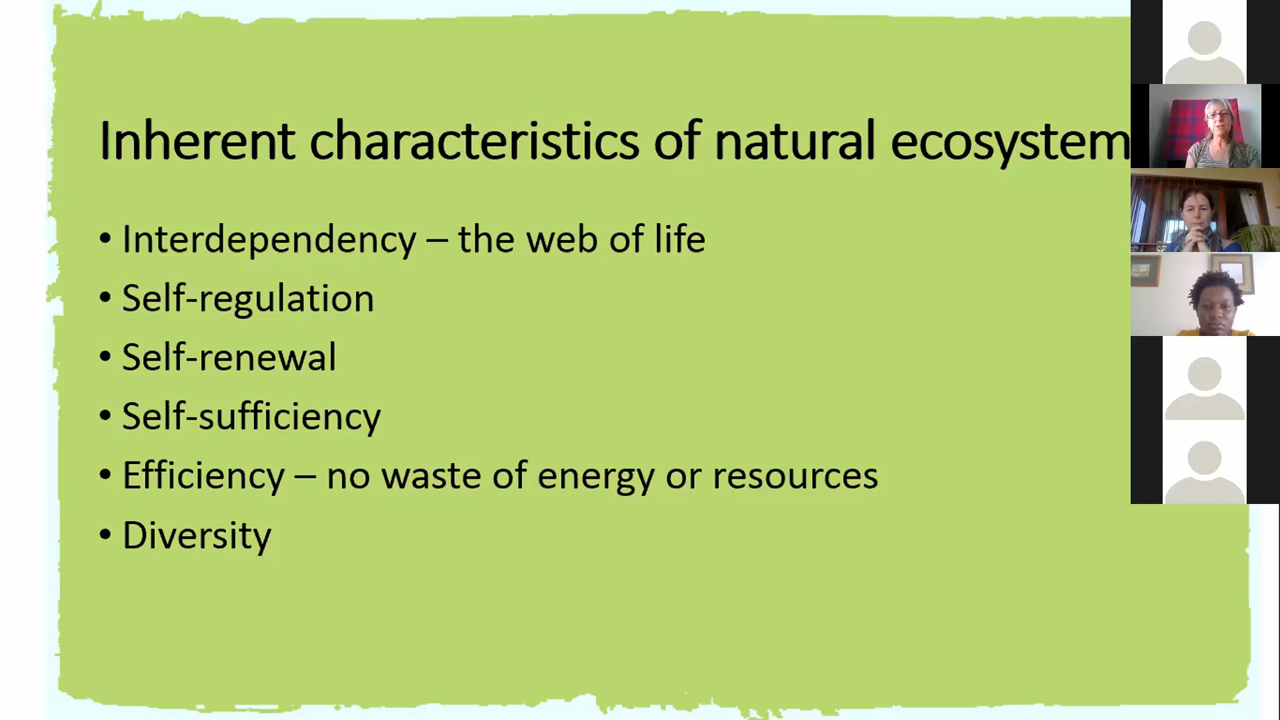 Inherent characteristics of natural ecosystem
• Interdependency – the web of life
• Self-regulation
• Self-renewal
• Self-sufficiency
• Efficiency – no waste of energy or resources
• Diversity